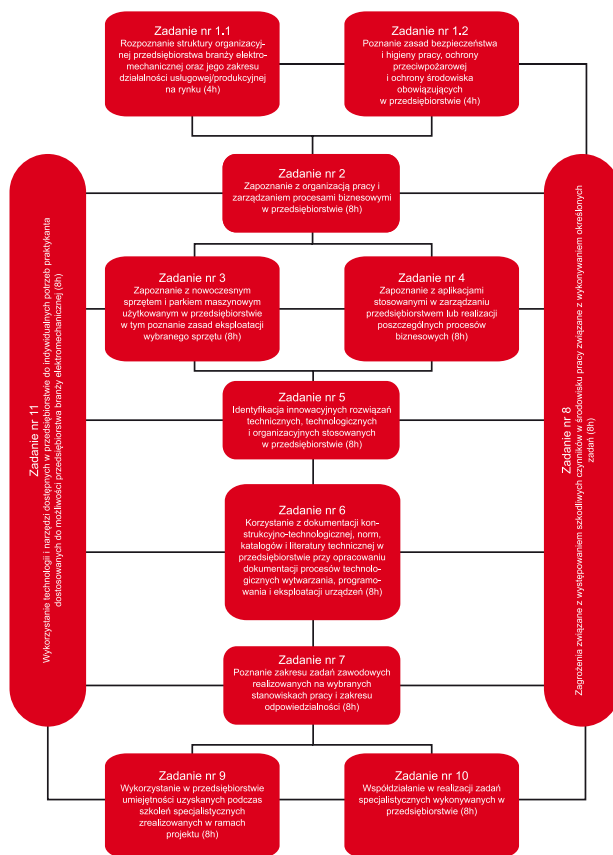 Zadanie nr 1.1
Rozpoznanie struktury organizacyj-
nej przedsiębiorstwa branży elektro-
mechanicznej oraz jego zakresu
działalności usługowej/produkcyjnej
na rynku (4h)
Zadanie nr 1.2
Poznanie zasad bezpieczeństwa
i higieny pracy, ochrony
przeciwpożarowej
i ochrony środowiska
obowiązujących
w przedsiębiorstwie (4h)
Zadanie nr 2
Zapoznanie z organizacją pracy i
zarządzaniem procesami biznesowymi
w przedsiębiorstwie (8h)
Zadanie nr 3
Zapoznanie z nowoczesnym
sprzętem i parkiem maszynowym
użytkowanym w przedsiębiorstwie
w tym poznanie zasad eksploatacji
wybranego sprzętu (8h)
Zadanie nr 4
Zapoznanie z aplikacjami
stosowanymi w zarządzaniu
przedsiębiorstwem lub realizacji
poszczególnych procesów
biznesowych (8h)
Zadanie nr 5
Identyfikacja innowacyjnych rozwiązań
technicznych, technologicznych
i organizacyjnych stosowanych
w przedsiębiorstwie (8h)
Zadanie nr 6
Korzystanie z dokumentacji kon-
strukcyjno-technologicznej, norm,
katalogów i literatury technicznej w
przedsiębiorstwie przy opracowaniu
dokumentacji procesów technolo-
gicznych wytwarzania, programo-
wania i eksploatacji urządzeń (8h)
Zadanie nr 7
Poznanie zakresu zadań zawodowych
realizowanych na wybranych
stanowiskach pracy i zakresu
odpowiedzialności (8h)
Zadanie nr 9
Wykorzystanie w przedsiębiorstwie
umiejętności uzyskanych podczas
szkoleń specjalistycznych
zrealizowanych w ramach
projektu (8h)
Zadanie nr 10
Współdziałanie w realizacji zadań
specjalistycznych wykonywanych w
przedsiębiorstwie (8h)
Zadanie nr 11
Wykorzystanie technologii i narzędzi dostępnych w przedsiębiorstwie do indywidualnych potrzeb praktykanta
dostosowanych do możliwości przedsiębiorstwa branży elektromechanicznej (8h)
Zadanie nr 8
Zagrożenia związane z występowaniem szkodliwych czynników w środowisku pracy związane z wykonywaniem określonych
zadań (8h)